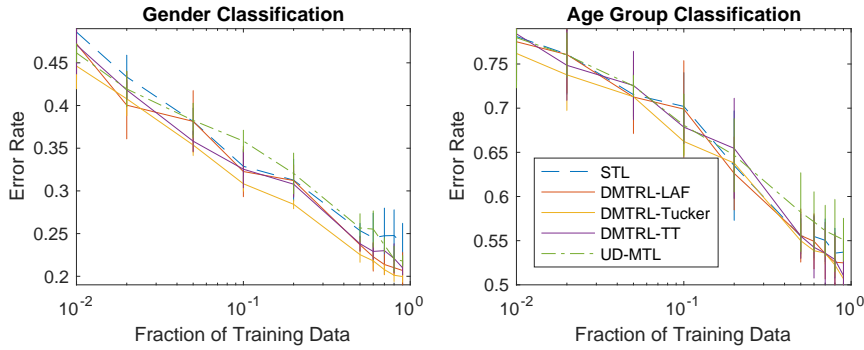 Gender Classification
Error Rate
0.45
0.4
0.35
0.3
0.25
0.2
10^-2
10^-1
10^0
Fraction of Training Data
Age Group Classification
Error Rate
0.75
0.7
0.65
0.6
0.55
0.5
STL
DMTRL-LAF
DMTRL-Tucker
DMTRL-TT
UD-MTL
10^-2
10^-1
10^0
Fraction of Training Data